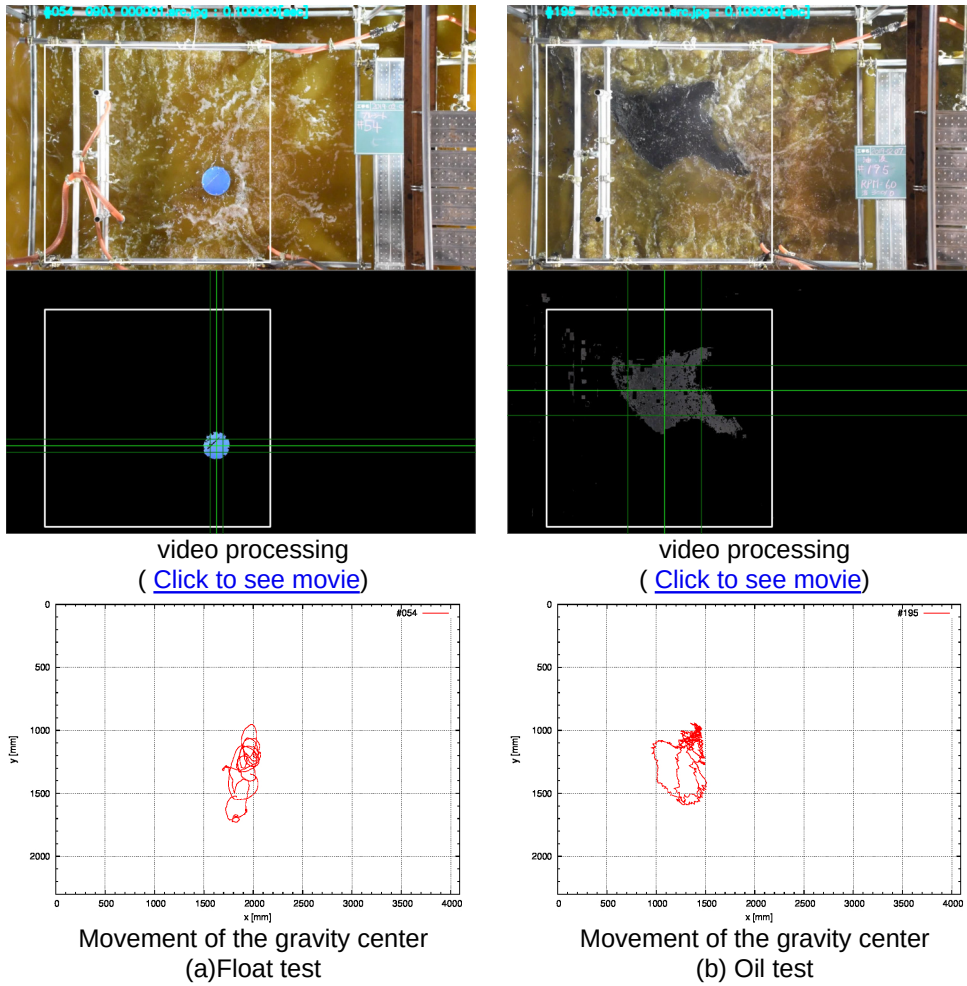 video processing
( Click to see movie)
video processing
( Click to see movie)
#054
0
500
1000
1500
2000
y [mm]
0 500 1000 1500 2000 2500 3000 3500 4000
x [mm]
#195
0
500
1000
1500
2000
y [mm]
0 500 1000 1500 2000 2500 3000 3500 4000
x [mm]
Movement of the gravity center
(a)Float test
Movement of the gravity center
(b) Oil test